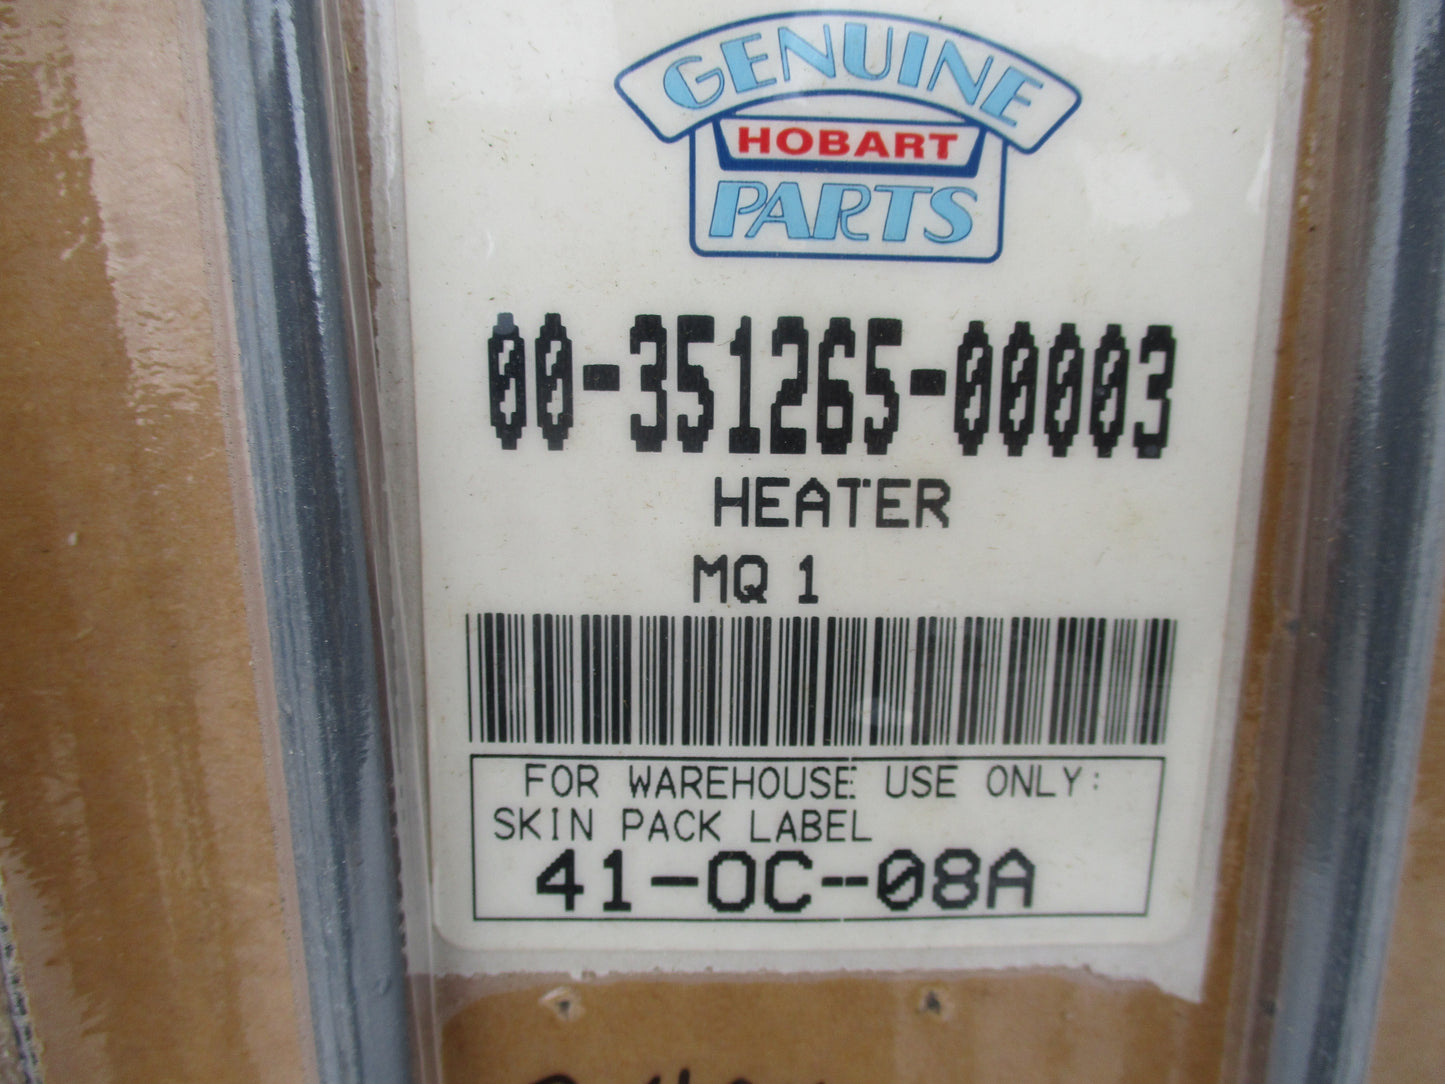 GENUINE
HOBART
PARTS
00-351265-00003
HEATER
MQ 1
FOR WAREHOUSE USE ONLY:
SKIN PACK LABEL
41-OC-08A